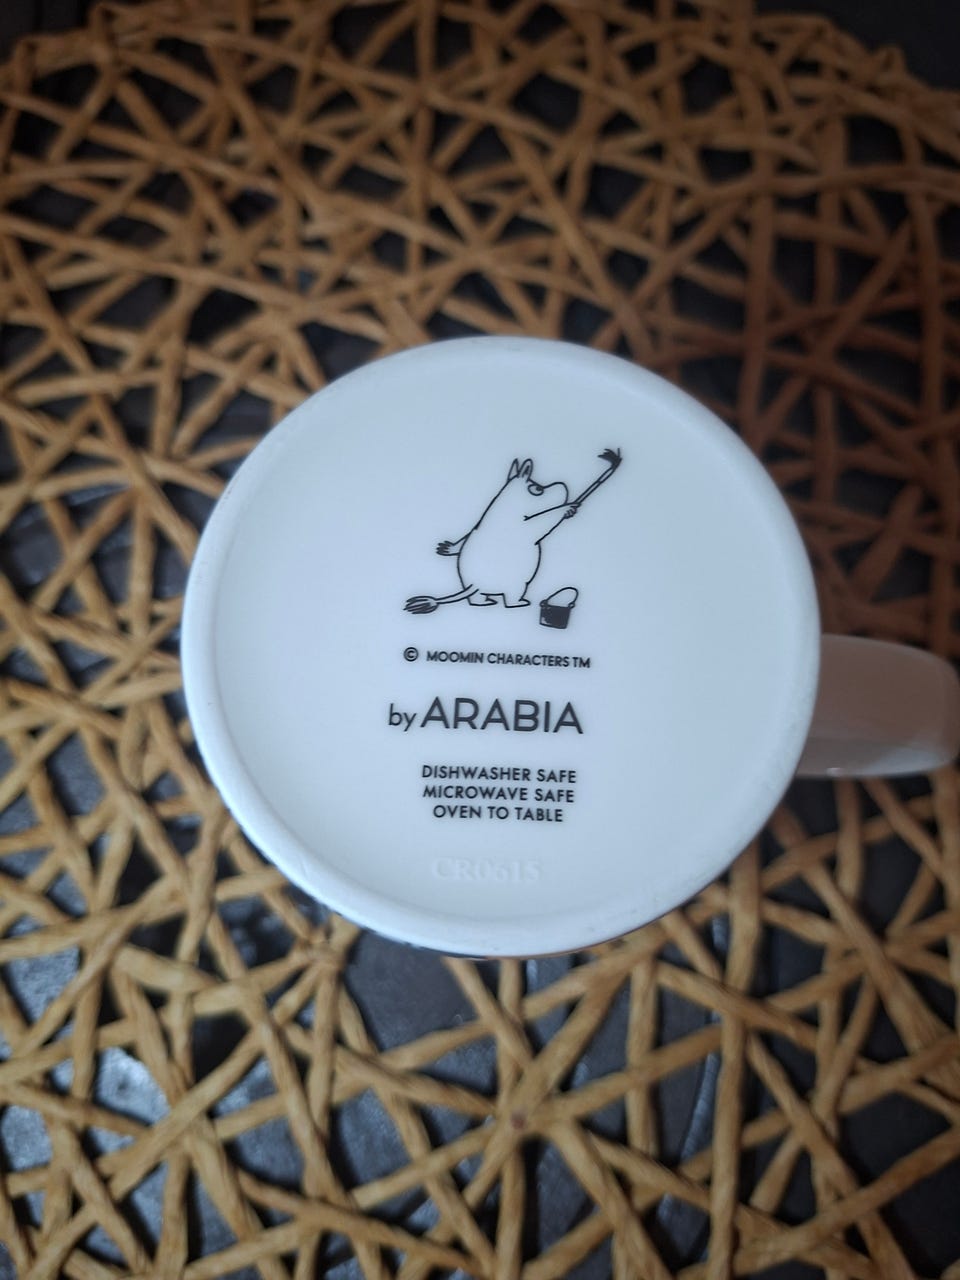 © MOOMIN CHARACTERS TM
by ARABIA
DISHWASHER SAFE
MICROWAVE SAFE
OVEN TO TABLE
CR0615